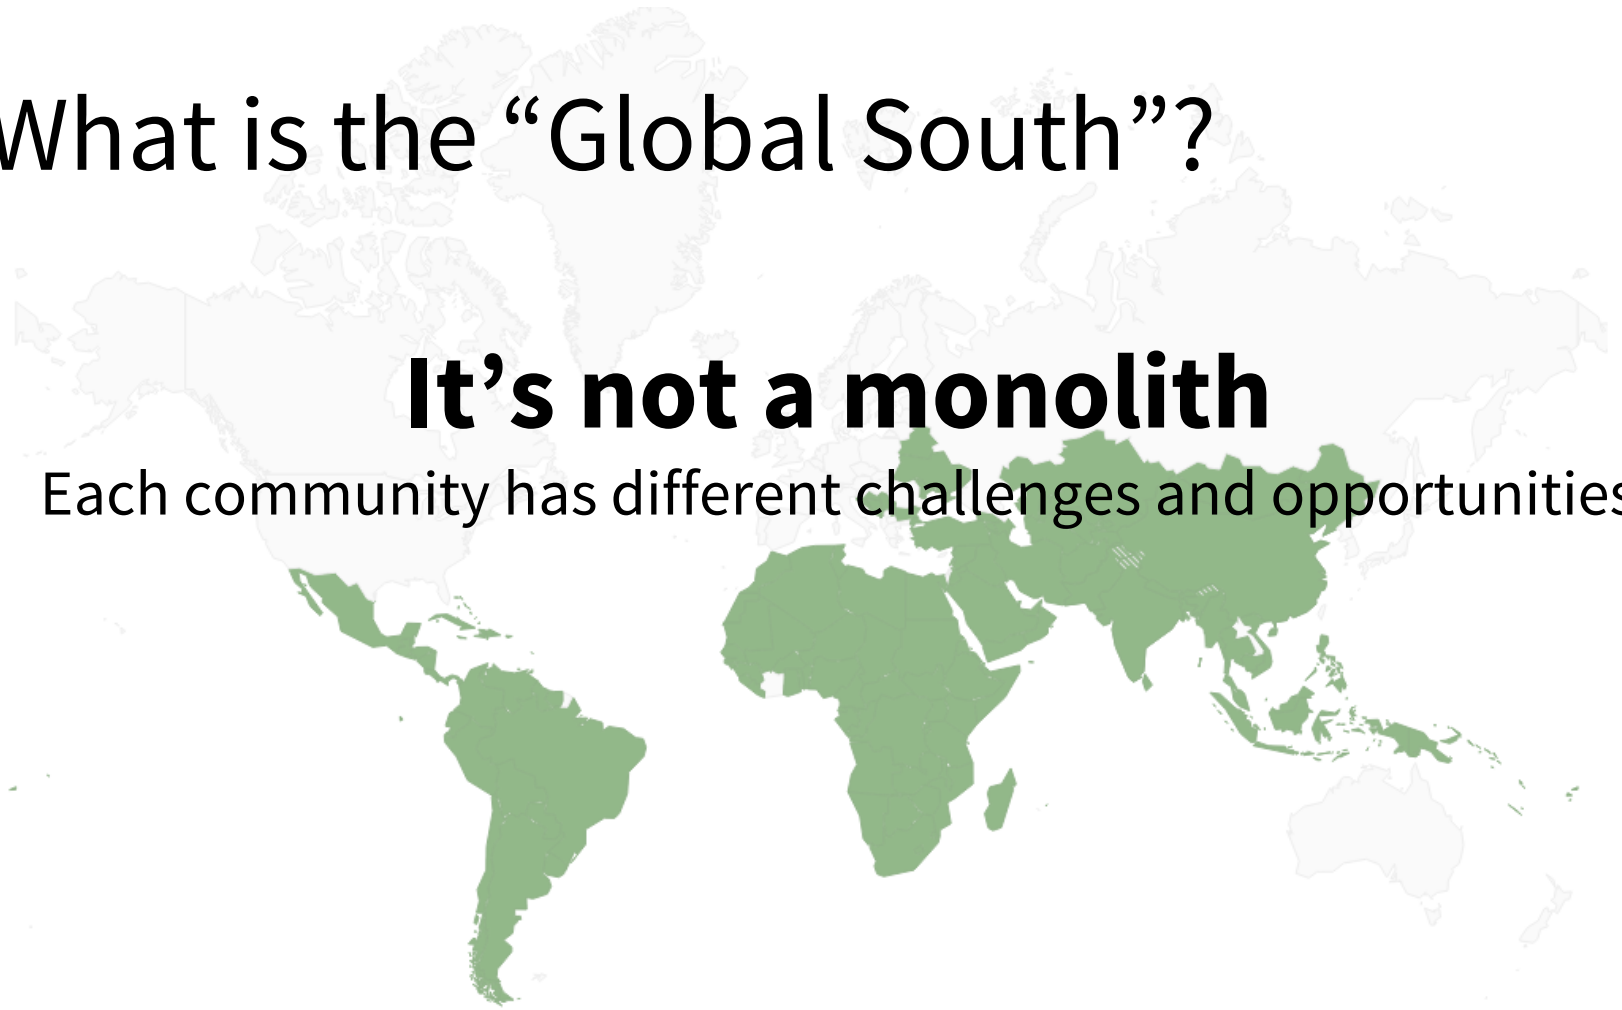 What is the “Global South”?
It’s not a monolith
Each community has different challenges and opportunities